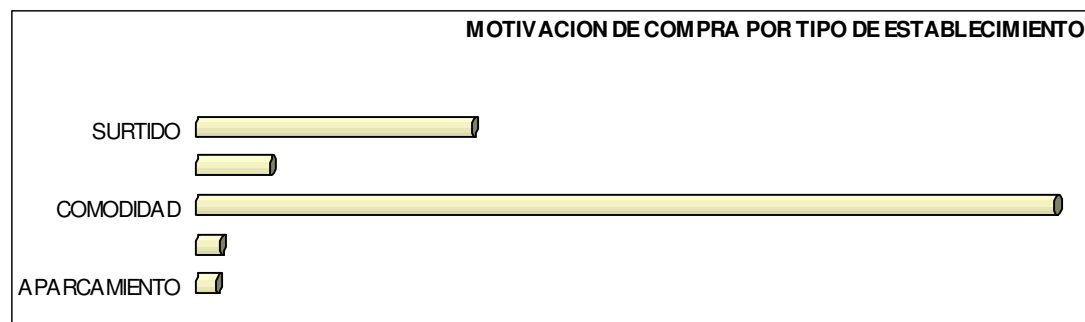 MOTIVACION DE COMPRA POR TIPO DE ESTABLECIMIENTO
SURTIDO
COMODIDAD
APARCAMIENTO